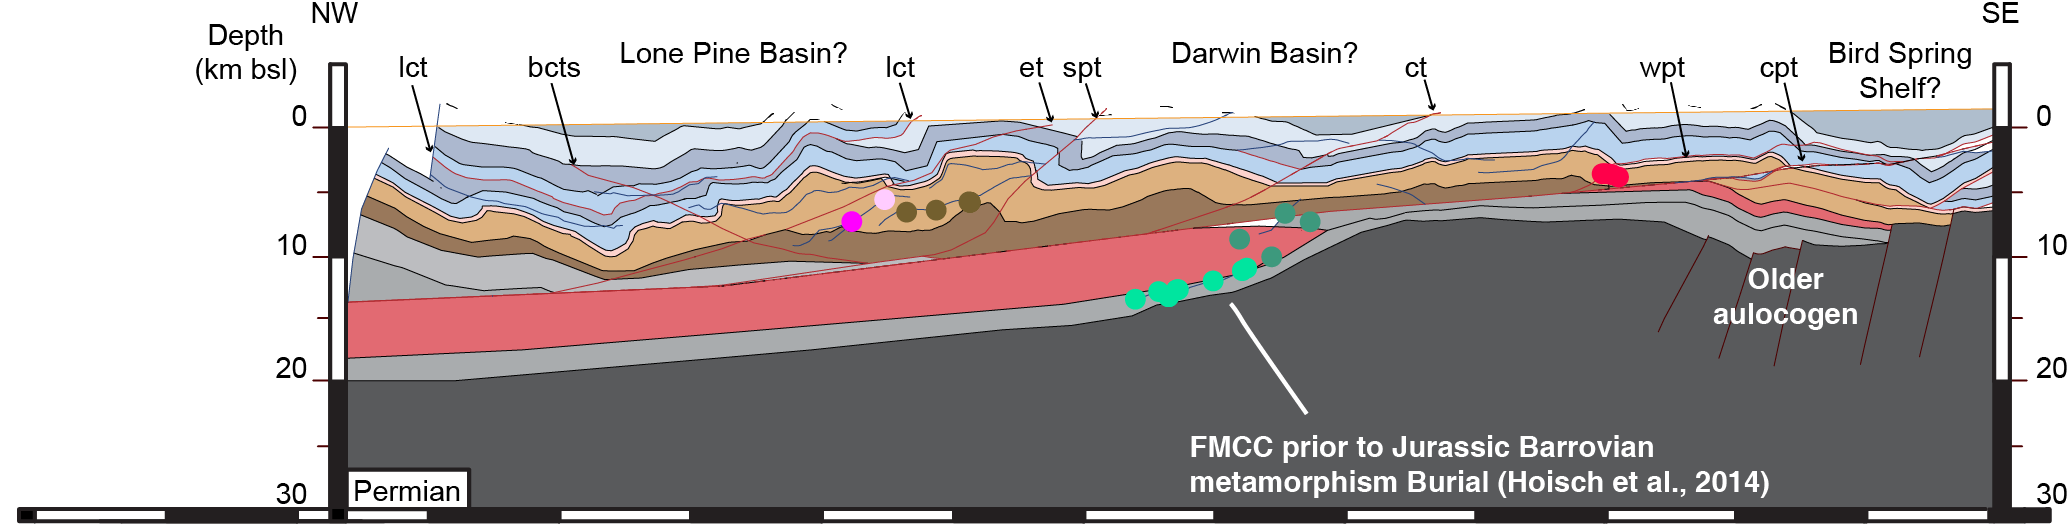 NW
SE
Depth
(km bsl)
Lone Pine Basin?
Darwin Basin?
Bird Spring
Shelf?
lct
bcts
lct
et
spt
ct
wpt
cpt
0
0
10
10
Older
aulocogen
20
20
FMCC prior to Jurassic Barrovian
metamorphism Burial (Hoisch et al., 2014)
Permian
30
30